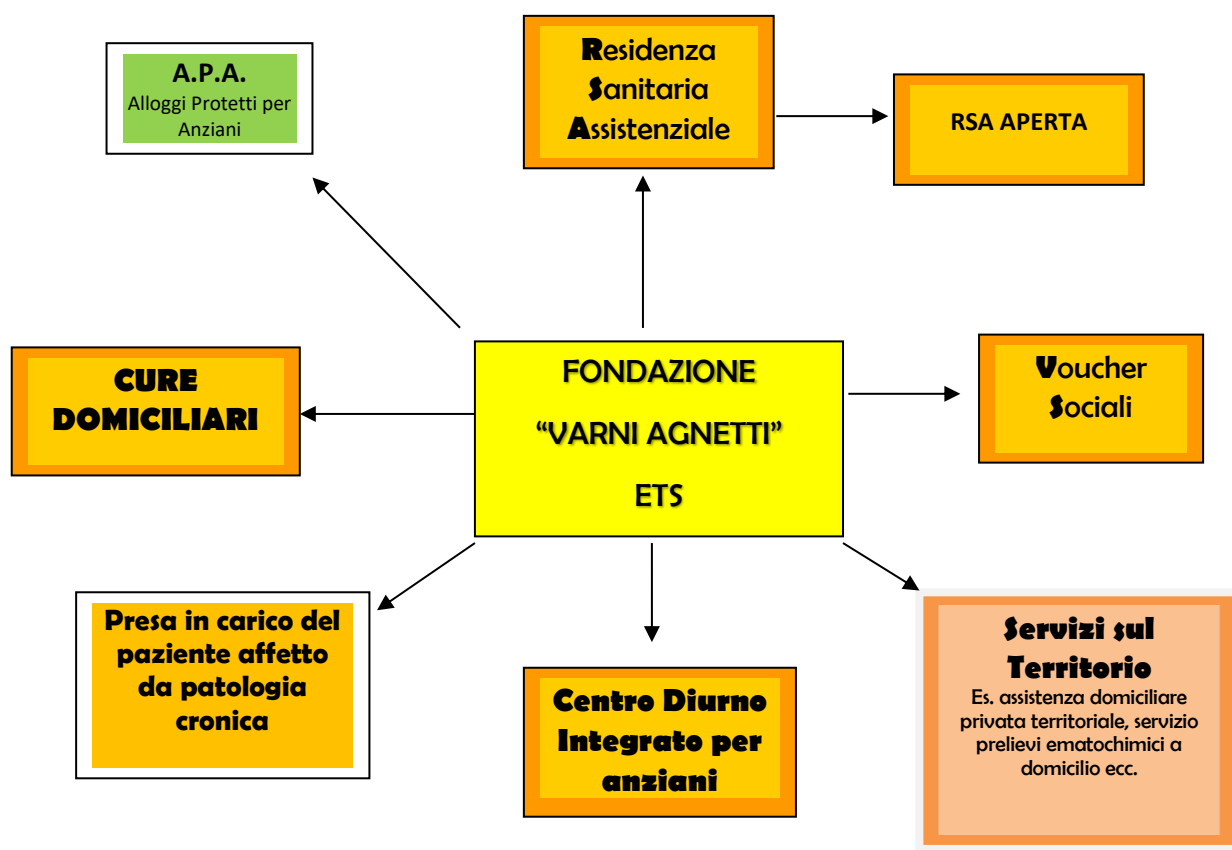 A.P.A.
Alloggi Protetti per
Anziani
Residenza
Sanitaria
Assistenziale
RSA APERTA
CURE
DOMICILIARI
FONDAZIONE
“VARNI AGNETTI”
ETS
Voucher
Sociali
Presa in carico del
paziente affetto
da patologia
cronica
Centro Diurno
Integrato per
anziani
Servizi sul
Territorio
Es. assistenza domiciliare
privata territoriale, servizio
prelievi ematochimici a
domicilio ecc.